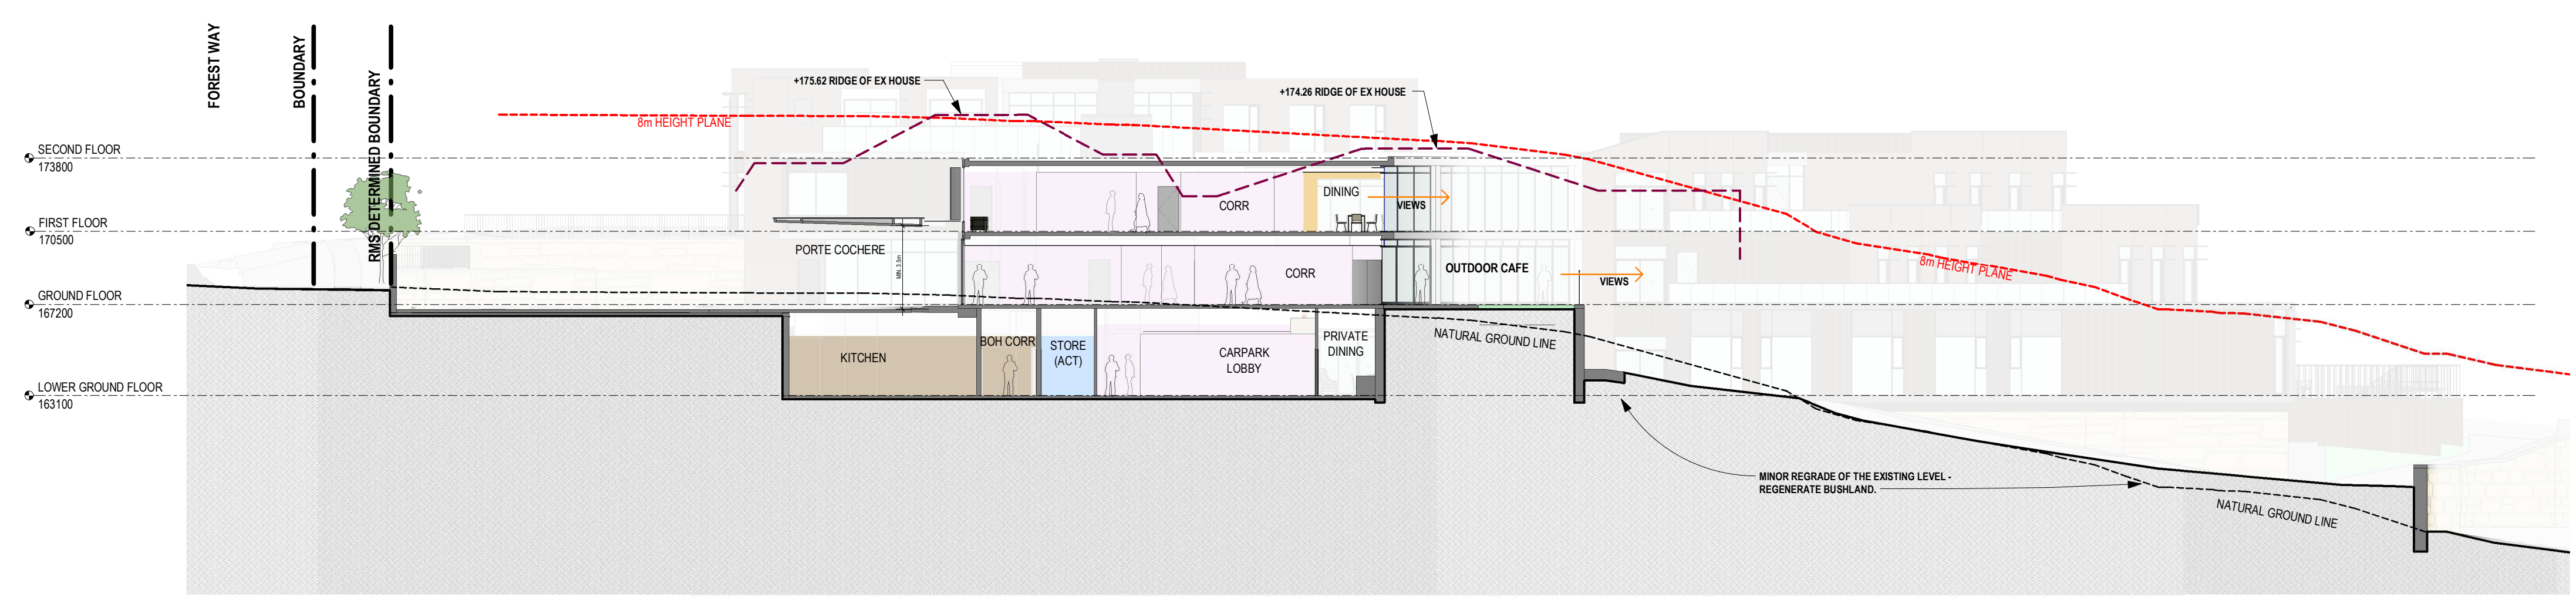 FOREST WAY
BOUNDARY
RMS DETERMINED BOUNDARY
+175.62 RIDGE OF EX HOUSE
+174.26 RIDGE OF EX HOUSE
8m HEIGHT PLANE
SECOND FLOOR
173800
DINING
VIEWS
CORR
FIRST FLOOR
170500
PORTE COCHERE
MIN. 3.5m
CORR
OUTDOOR CAFE
VIEWS
8m HEIGHT PLANE
GROUND FLOOR
167200
KITCHEN
BOH CORR
STORE
(ACT)
CARPARK
LOBBY
PRIVATE
DINING
NATURAL GROUND LINE
LOWER GROUND FLOOR
163100
MINOR REGRADE OF THE EXISTING LEVEL -
REGENERATE BUSHLAND.
NATURAL GROUND LINE